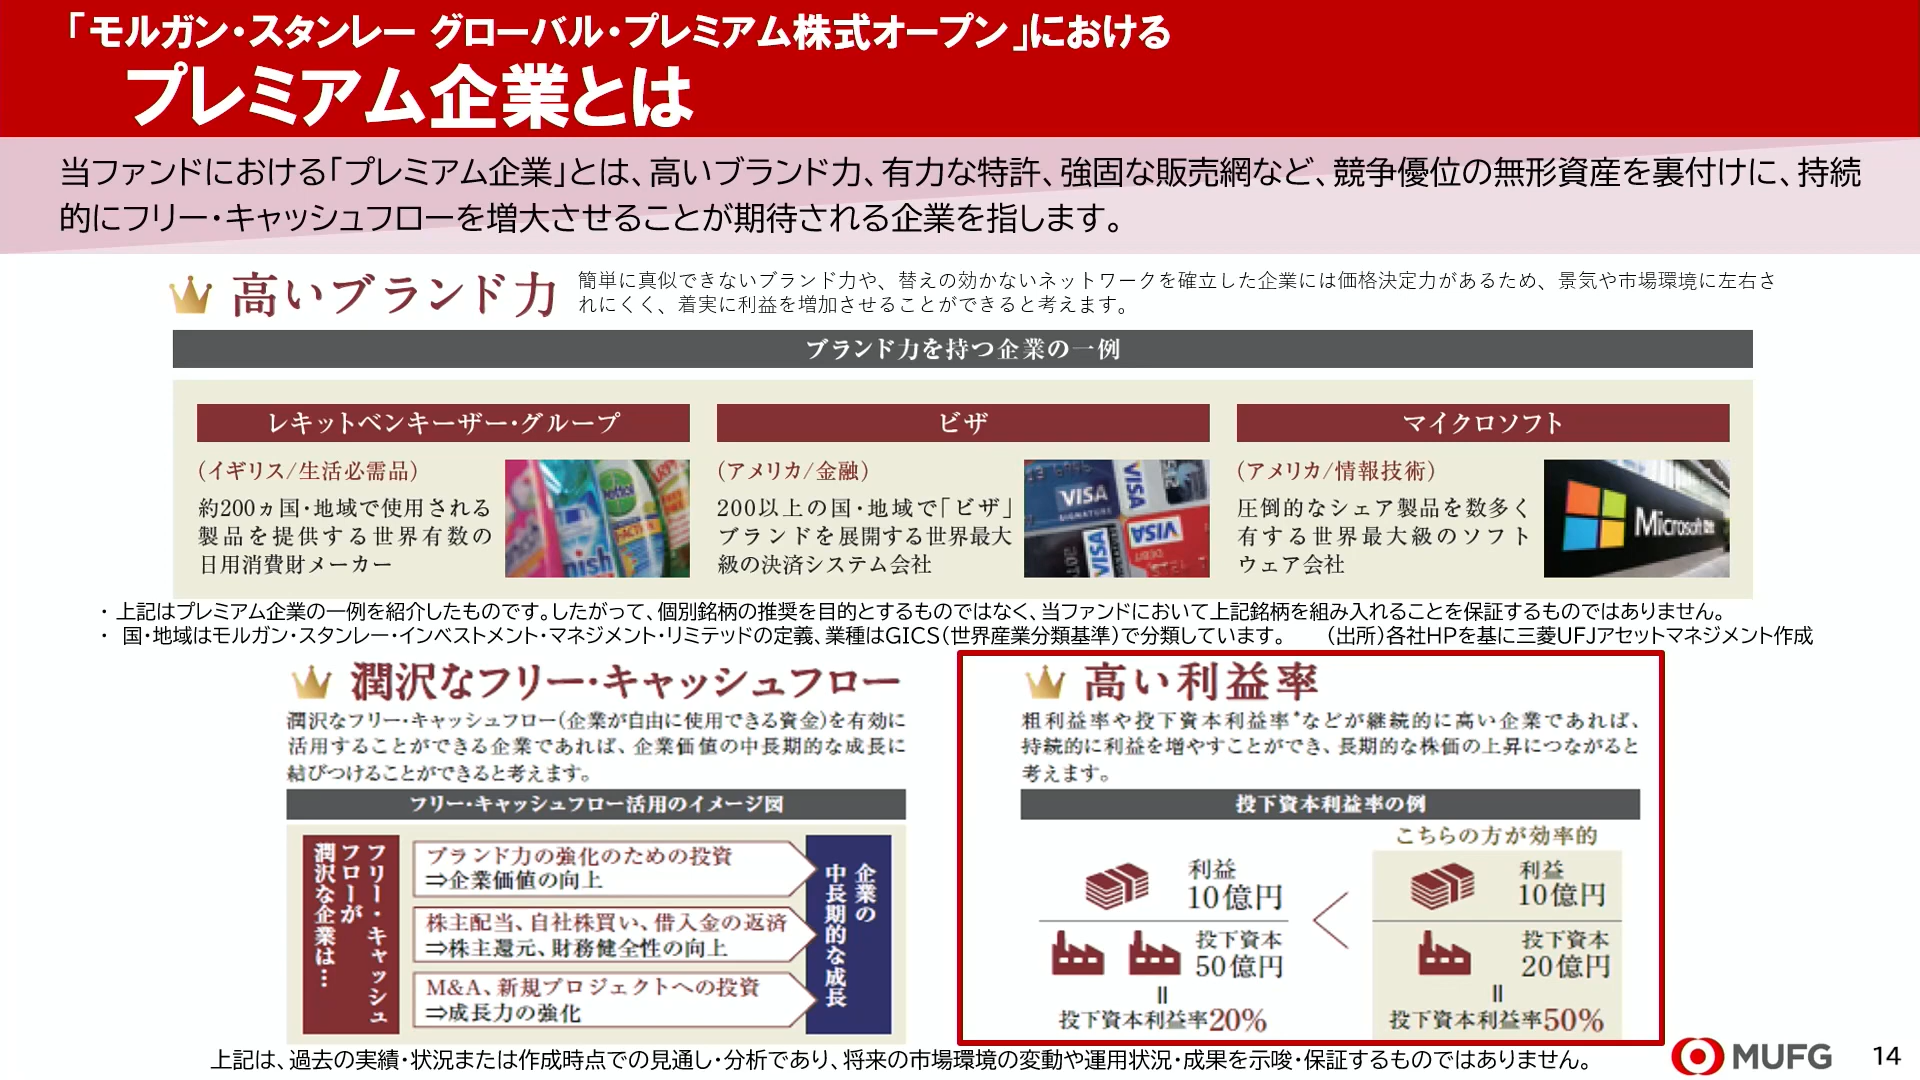 「モルガン・スタンレー グローバル・プレミアム株式オープン」における
プレミアム企業とは
当ファンドにおける「プレミアム企業」とは、高いブランド力、有力な特許、強固な販売網など、競争優位の無形資産を裏付けに、持続
的にフリー・キャッシュフローを増大させることが期待される企業を指します。
高いブランド力
簡単に真似できないブランド力や、替えの効かないネットワークを確立した企業には価格決定力があるため、景気や市場環境に左右さ
れにくく、着実に利益を増加させることができると考えます。
ブランド力を持つ企業の一例
レキットベンキーザー・グループ
(イギリス/生活必需品)
約200ヵ国・地域で使用される
製品を提供する世界有数の
日用消費財メーカー
ビザ
(アメリカ/金融)
200以上の国・地域で「ビザ」
ブランドを展開する世界最大
級の決済システム会社
VISA
SIGNATURE
VISA
VISA
VISA
マイクロソフト
(アメリカ/情報技術)
圧倒的なシェア製品を数多く
有する世界最大級のソフト
ウェア会社
Microsoft
・ 上記はプレミアム企業の一例を紹介したものです。したがって、個別銘柄の推奨を目的とするものではなく、当ファンドにおいて上記銘柄を組み入れることを保証するものではありません。
・ 国・地域はモルガン・スタンレー・インベストメント・マネジメント・リミテッドの定義、業種はGICS(世界産業分類基準)で分類しています。 (出所)各社HPを基に三菱UFJアセットマネジメント作成
潤沢なフリー・キャッシュフロー
潤沢なフリー・キャッシュフロー(企業が自由に使用できる資金)を有効に
活用することができる企業であれば、企業価値の中長期的な成長に
結びつけることができると考えます。
フリー・キャッシュフロー活用のイメージ図
フリー・キャッシュ
フローが
潤沢な企業は…
ブランド力の強化のための投資
⇒企業価値の向上
株主配当、自社株買い、借入金の返済
⇒株主還元、財務健全性の向上
M&A、新規プロジェクトへの投資
⇒成長力の強化
企業の
中長期的な成長
高い利益率
粗利益率や投下資本利益率*などが継続的に高い企業であれば、
持続的に利益を増やすことができ、長期的な株価の上昇につながると
考えます。
投下資本利益率の例
利益
10億円
投下資本
50億円
=
投下資本利益率20%
<
こちらの方が効率的
利益
10億円
投下資本
20億円
=
投下資本利益率50%
上記は、過去の実績・状況または作成時点での見通し・分析であり、将来の市場環境の変動や運用状況・成果を示唆・保証するものではありません。
MUFG
14